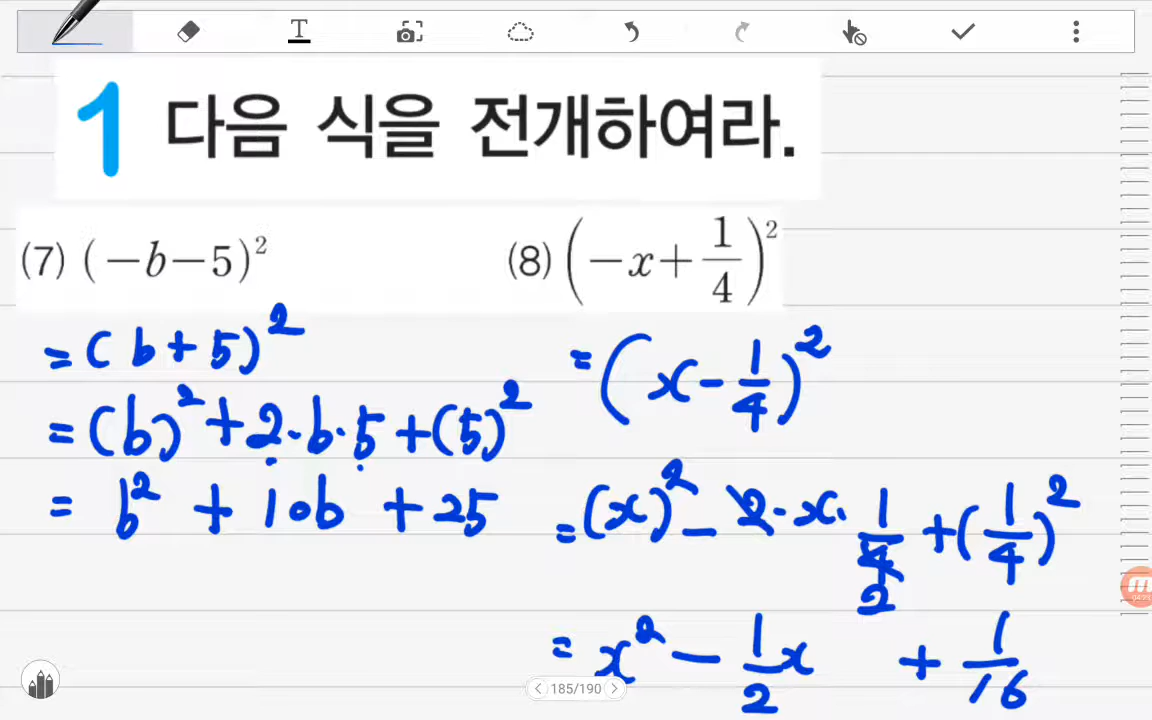 T
1 다음 식을 전개하여라.
(7) (−b−5)²
= (b+5)²
= (b)²+2·b·5+(5)²
= b² + 10b + 25
(8) (−x+1/4)²
= (x−1/4)²
= (x)² − 2·x· 1/4 2 + (1/4)²
= x² − 1/2 x + 1/16
185/190